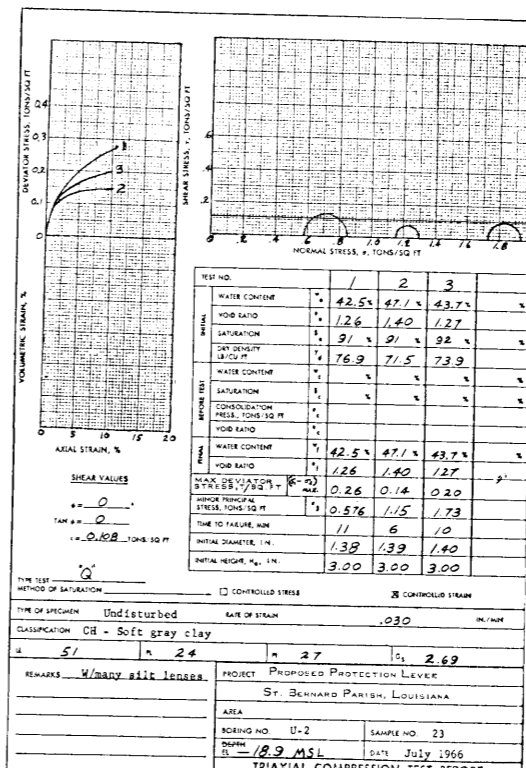 DEVIATOR STRESS, TONS/SQ FT
0.4
0.3
0.2
0.1
0
1
3
2
SHEAR STRESS, τ, TONS/SQ FT
.6
.4
.2
0
0 .2 .4 .6 .8 1.0 1.2 1.4 1.6 1.8
NORMAL STRESS, σ, TONS/SQ FT
VOLUMETRIC STRAIN, %
0 5 10 15 20
AXIAL STRAIN, %
SHEAR VALUES
φ = 0 °
TAN φ = 0
c = 0.108 TONS/SQ FT
TEST NO. 1 2 3
INITIAL
WATER CONTENT 42.5% 47.1% 43.7% %
VOID RATIO 1.26 1.40 1.27
SATURATION 91 % 91 % 92 % %
DRY DENSITY LB/CU FT 76.9 71.5 73.9
BEFORE TEST
WATER CONTENT % % % %
SATURATION % % % %
CONSOLIDATION PRESS., TONS/SQ FT
VOID RATIO
FINAL
WATER CONTENT 42.5% 47.1% 43.7% %
VOID RATIO 1.26 1.40 1.27
MAX DEVIATOR STRESS, T/SQ FT (σ₁-σ₃) MAX. 0.26 0.14 0.20
MINOR PRINCIPAL STRESS, TONS/SQ FT σ₃ 0.576 1.15 1.73
TIME TO FAILURE, MIN 11 6 10
INITIAL DIAMETER, IN. 1.38 1.39 1.40
INITIAL HEIGHT, H₀, IN. 3.00 3.00 3.00
TYPE TEST "Q"
METHOD OF SATURATION
☐ CONTROLLED STRESS ☒ CONTROLLED STRAIN
TYPE OF SPECIMEN Undisturbed RATE OF STRAIN .030 IN./MIN
CLASSIFICATION CH - Soft gray clay
LL 51 PL 24 PI 27 Gs 2.69
REMARKS W/many silt lenses
PROJECT PROPOSED PROTECTION LEVEE
ST. BERNARD PARISH, LOUISIANA
AREA
BORING NO. U-2 SAMPLE NO. 23
DEPTH
EL -18.9 MSL DATE July 1966
TRIAXIAL COMPRESSION TEST REPORT